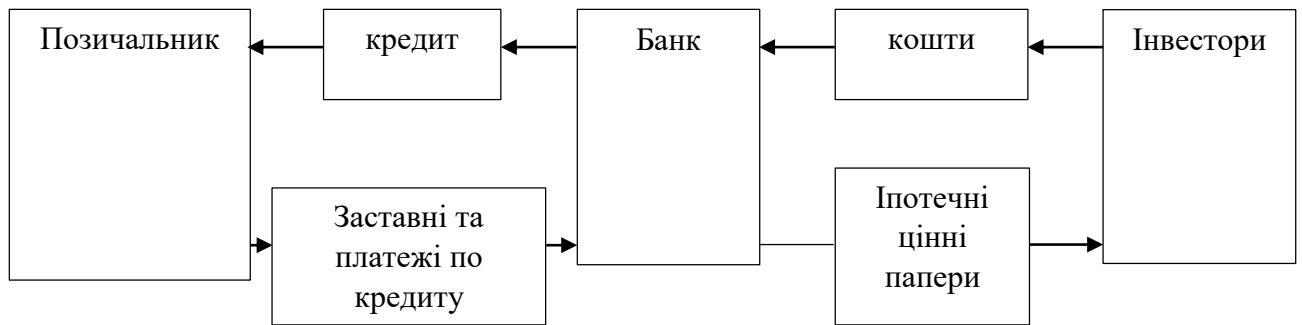 Позичальник
кредит
Банк
кошти
Інвестори
Заставні та
платежі по
кредиту
Іпотечні
цінні
папери